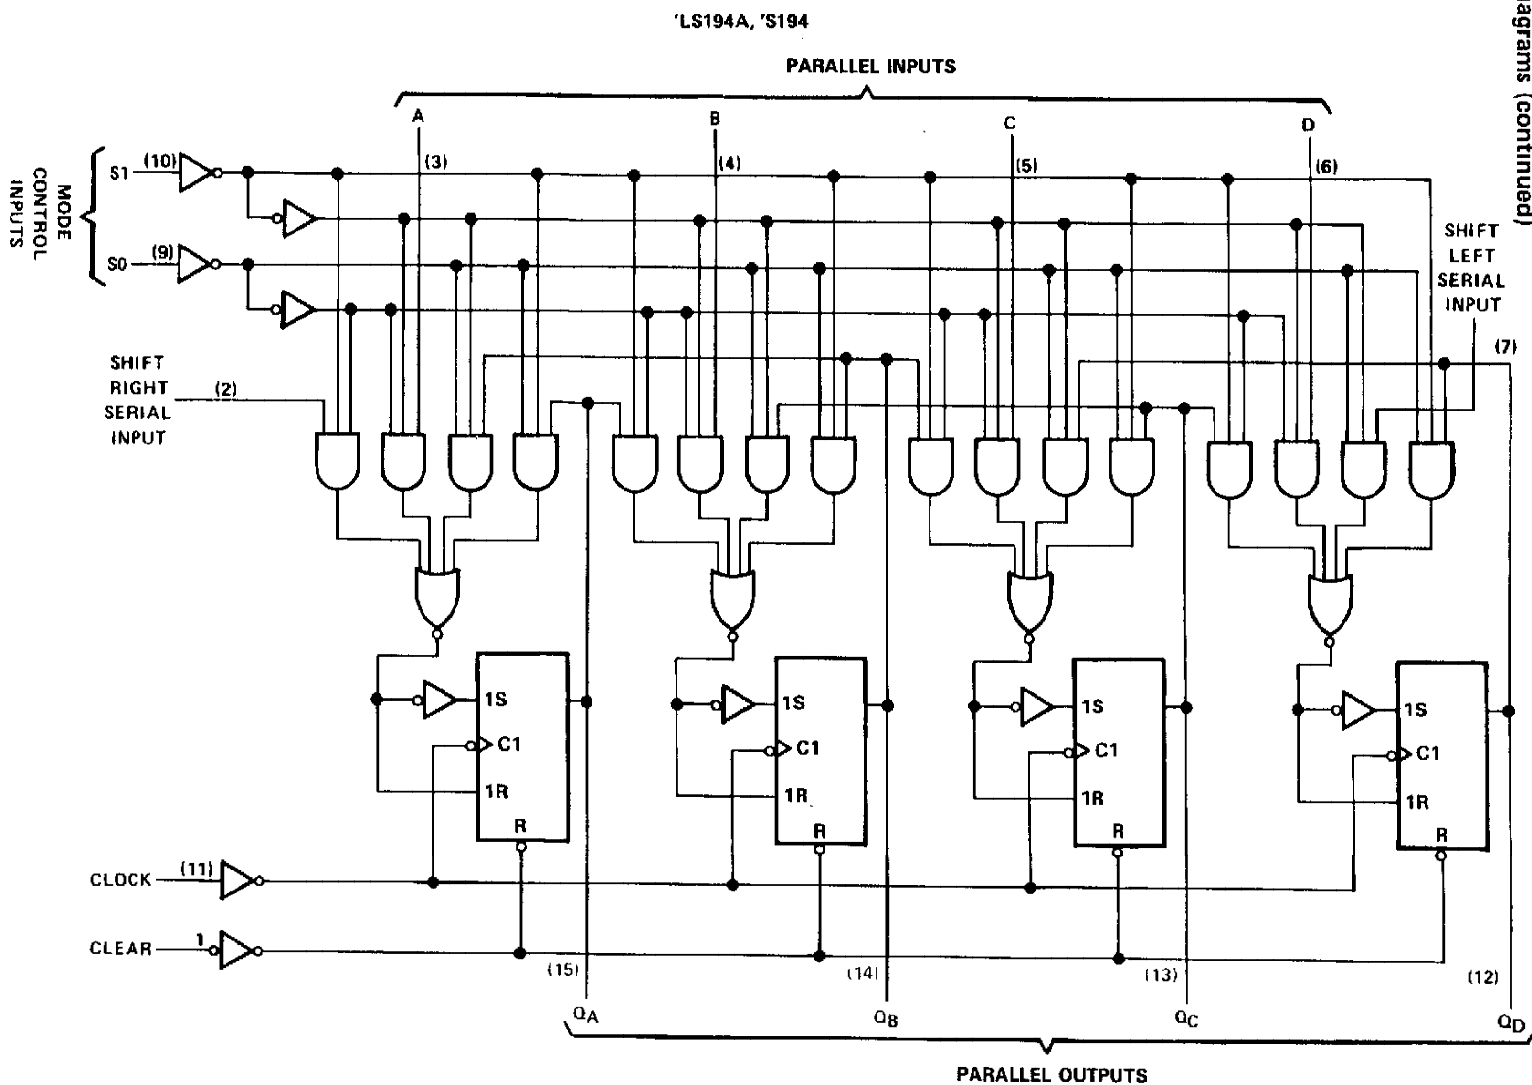 'LS194A, 'S194
agrams (continued)
PARALLEL INPUTS
A
B
C
D
(3)
(4)
(5)
(6)
MODE
CONTROL
INPUTS
S1
(10)
S0
(9)
SHIFT
LEFT
SERIAL
INPUT
(7)
SHIFT
RIGHT
SERIAL
INPUT
(2)
1S
C1
1R
R
1S
C1
1R
R
1S
C1
1R
R
1S
C1
1R
R
CLOCK
(11)
CLEAR
1
(15)
(14)
(13)
(12)
QA
QB
QC
QD
PARALLEL OUTPUTS